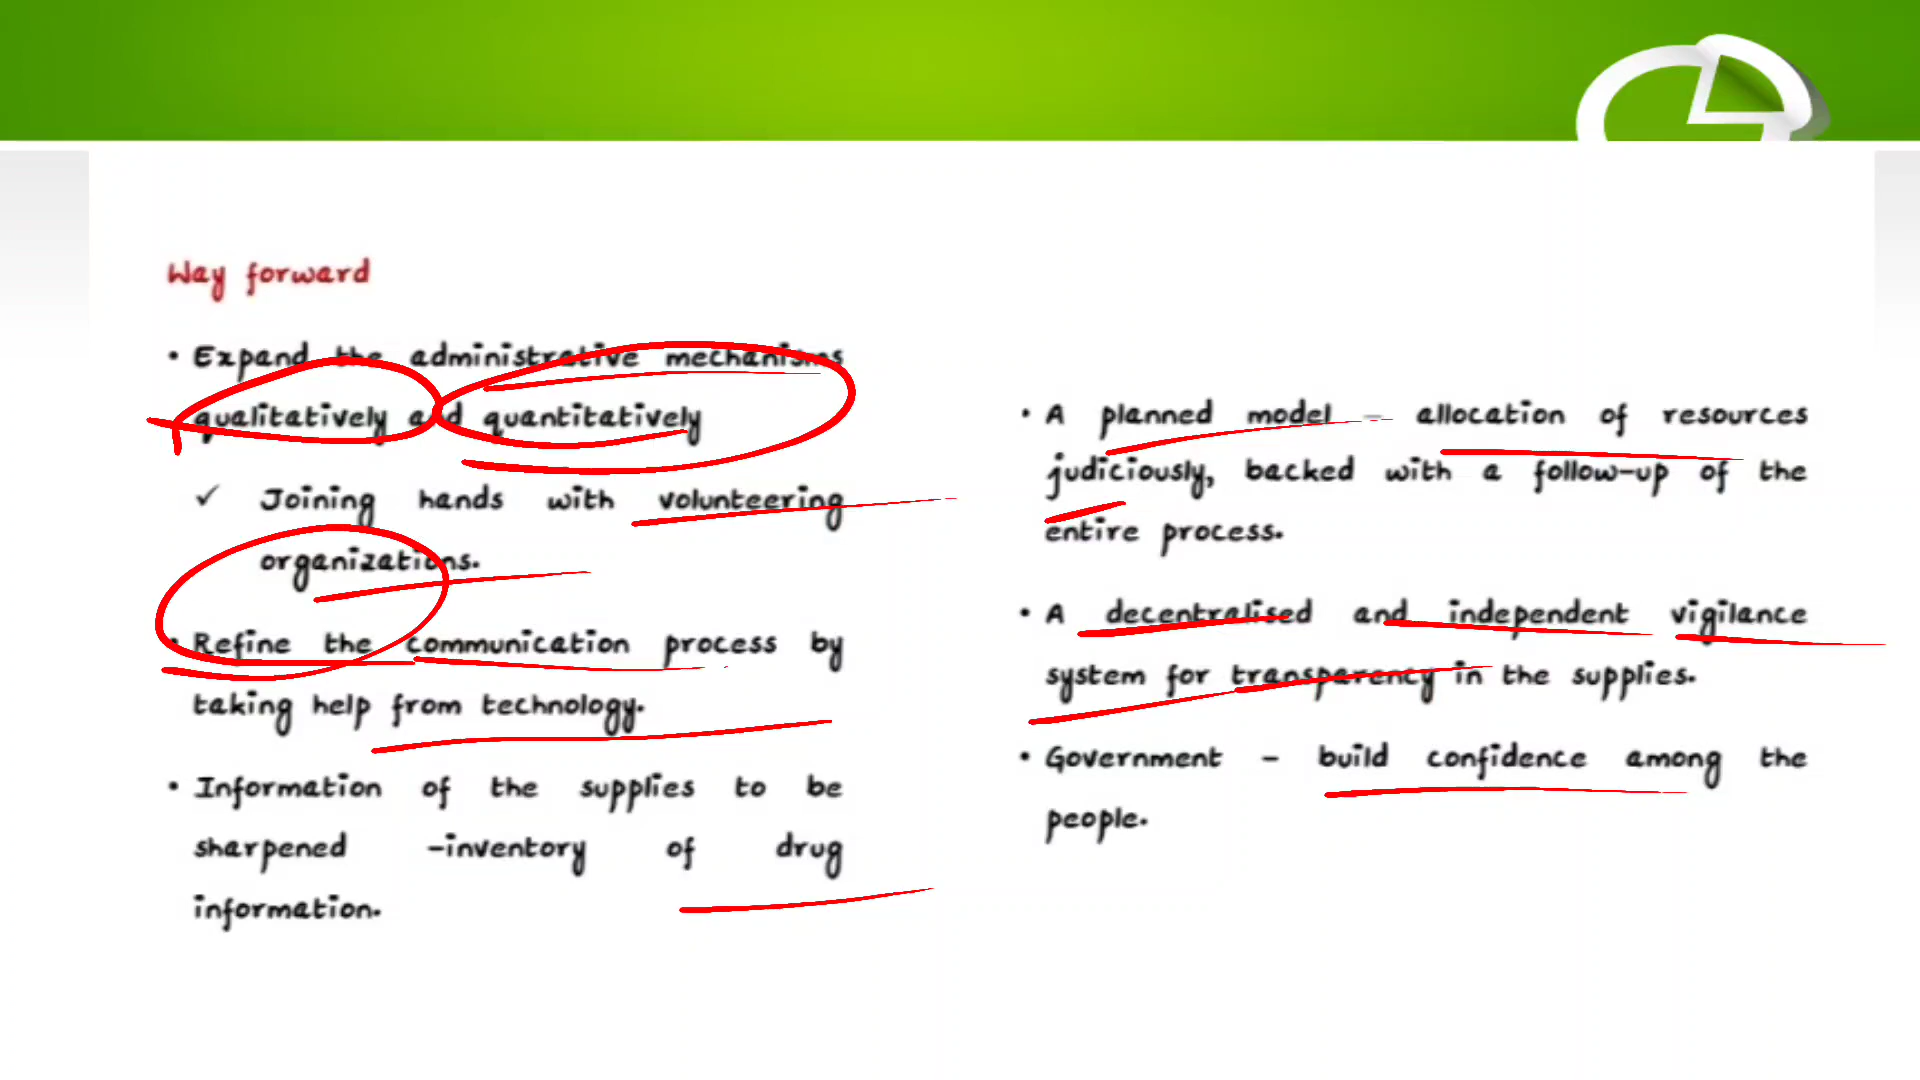 Way forward
• Expand the administrative mechanisms
qualitatively and quantitatively
✓ Joining hands with volunteering
organizations.
• Refine the communication process by
taking help from technology.
• Information of the supplies to be
sharpened -inventory of drug
information.
• A planned model - allocation of resources
judiciously, backed with a follow-up of the
entire process.
• A decentralised and independent vigilance
system for transparency in the supplies.
• Government - build confidence among the
people.